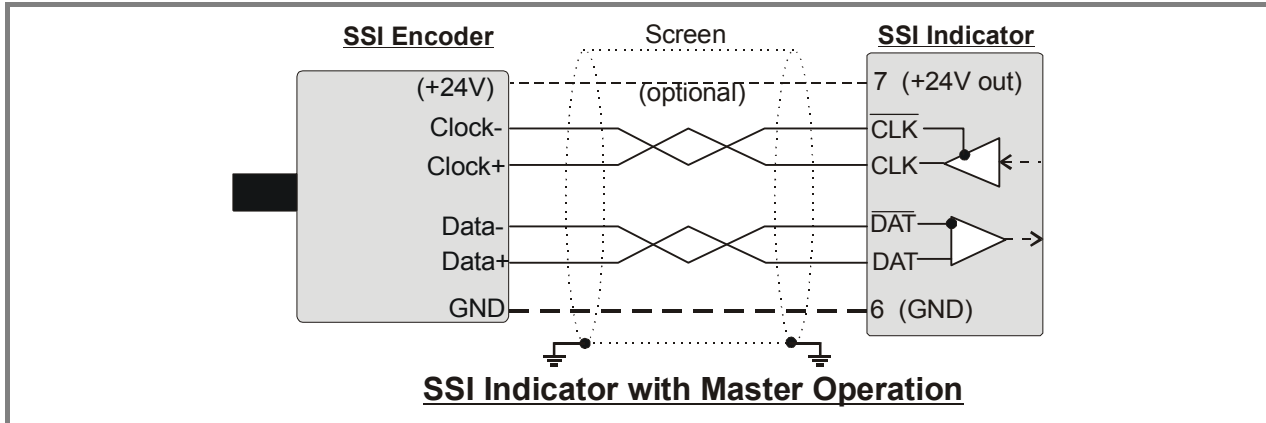 SSI Encoder
Screen
SSI Indicator
(+24V)
(optional)
7 (+24V out)
Clock-
CLK
Clock+
CLK
Data-
DAT
Data+
DAT
GND
6 (GND)
SSI Indicator with Master Operation